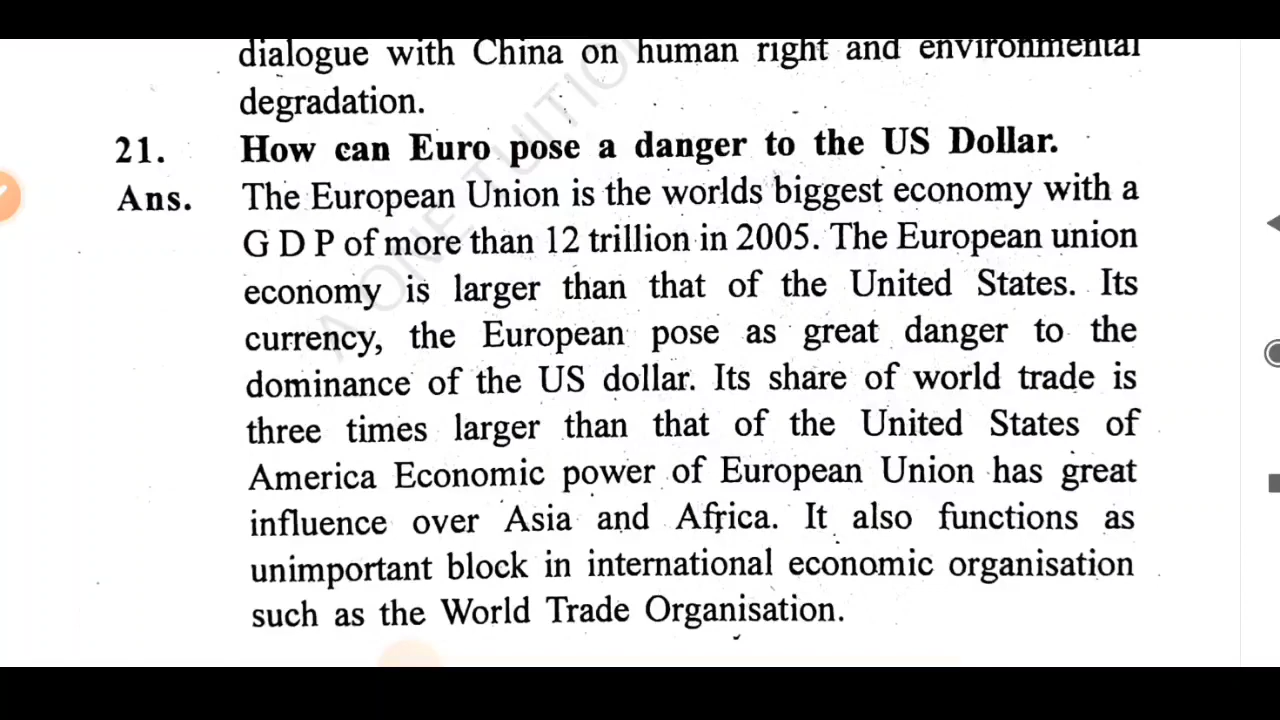 dialogue with China on human right and environmental
degradation.
21. How can Euro pose a danger to the US Dollar.
Ans. The European Union is the worlds biggest economy with a
G D P of more than 12 trillion in 2005. The European union
economy is larger than that of the United States. Its
currency, the European pose as great danger to the
dominance of the US dollar. Its share of world trade is
three times larger than that of the United States of
America Economic power of European Union has great
influence over Asia and Africa. It also functions as
unimportant block in international economic organisation
such as the World Trade Organisation.
A ONE TUITION